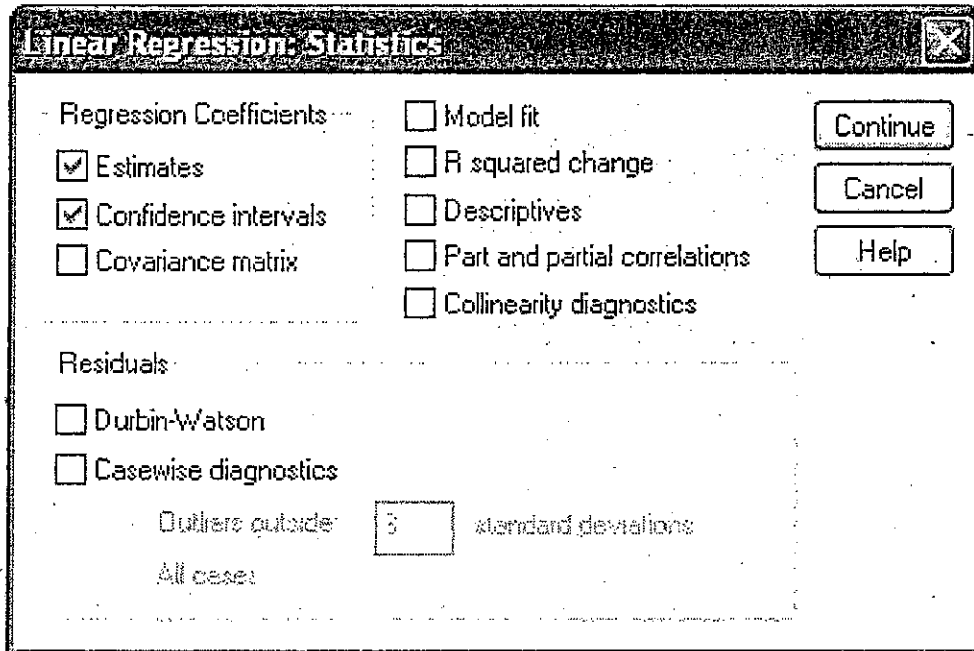 Linear Regression: Statistics
Regression Coefficients
Estimates
Confidence intervals
Covariance matrix
Model fit
R squared change
Descriptives
Part and partial correlations
Collinearity diagnostics
Continue
Cancel
Help
Residuals
Durbin-Watson
Casewise diagnostics
Outliers outside: 3 standard deviations
All cases